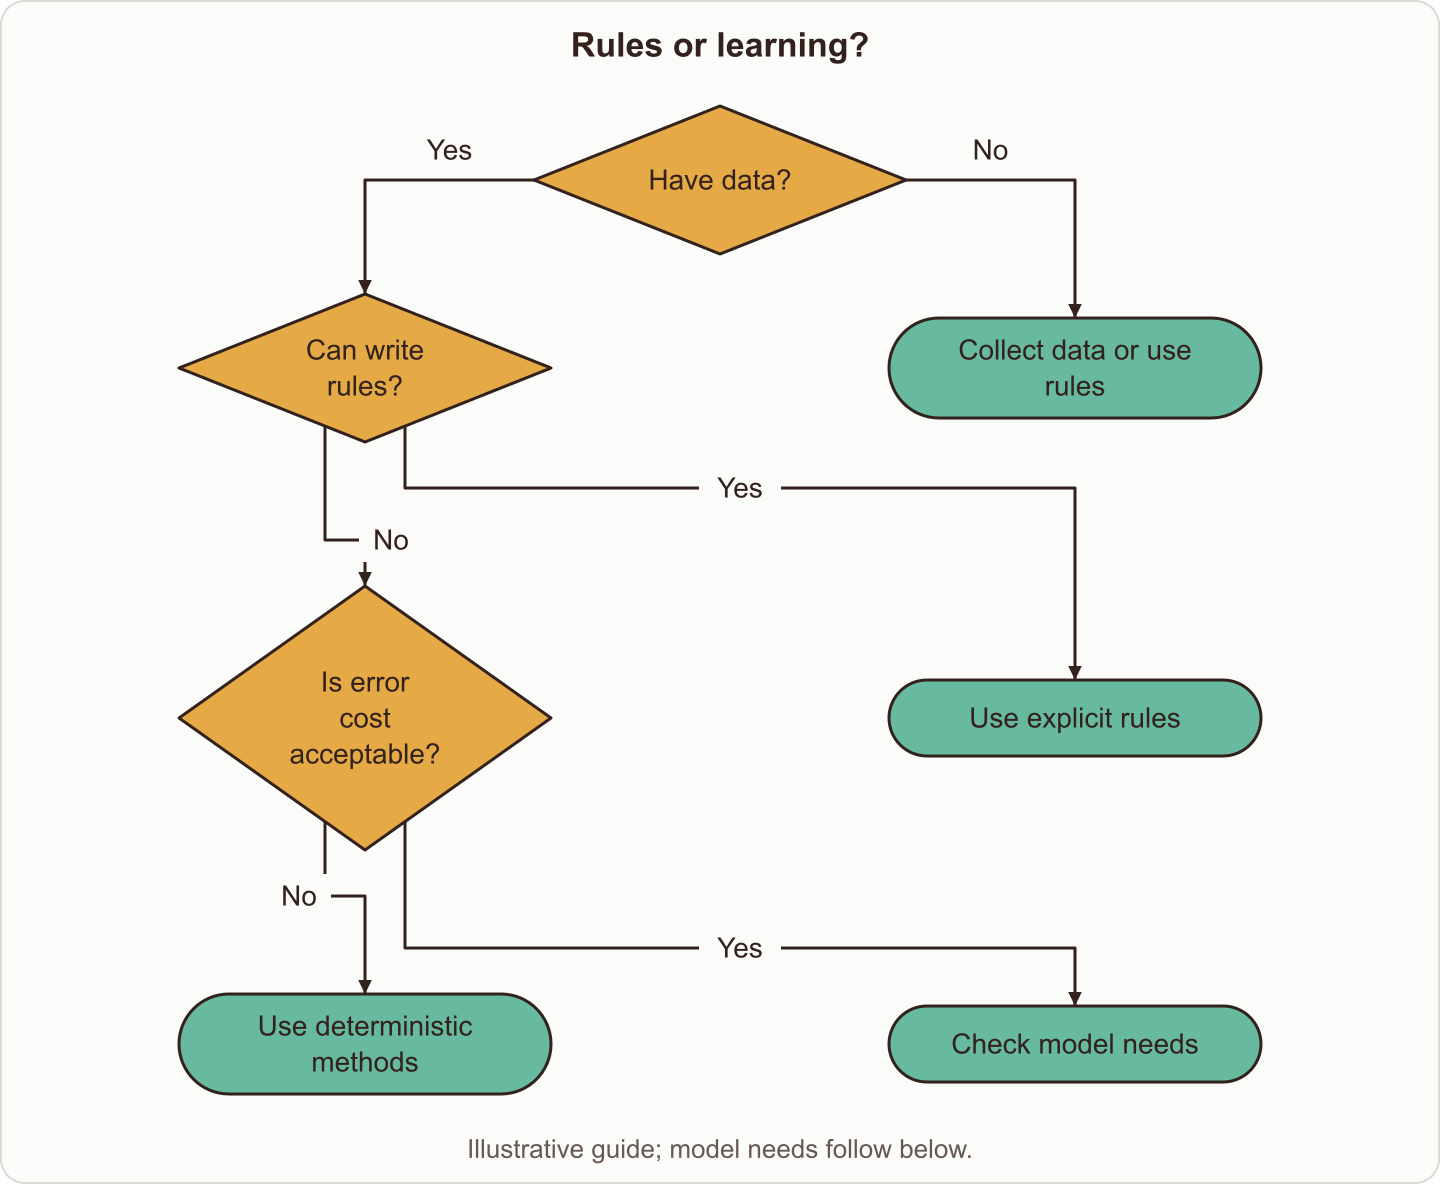 Rules or learning?
Yes
Have data?
No
Can write
rules?
Collect data or use
rules
Yes
No
Is error
cost
acceptable?
Use explicit rules
No
Yes
Use deterministic
methods
Check model needs
Illustrative guide; model needs follow below.